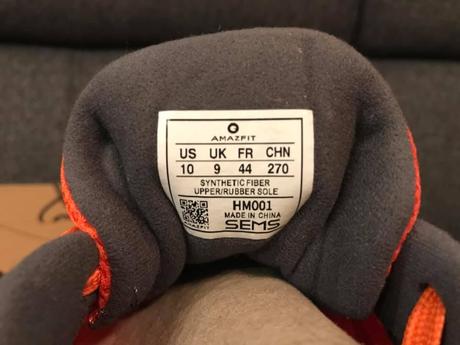 AMAZFIT
US UK FR CHN
10 9 44 270
SYNTHETIC FIBER
UPPER/RUBBER SOLE
HM001
MADE IN CHINA
AMAZFIT SEMS